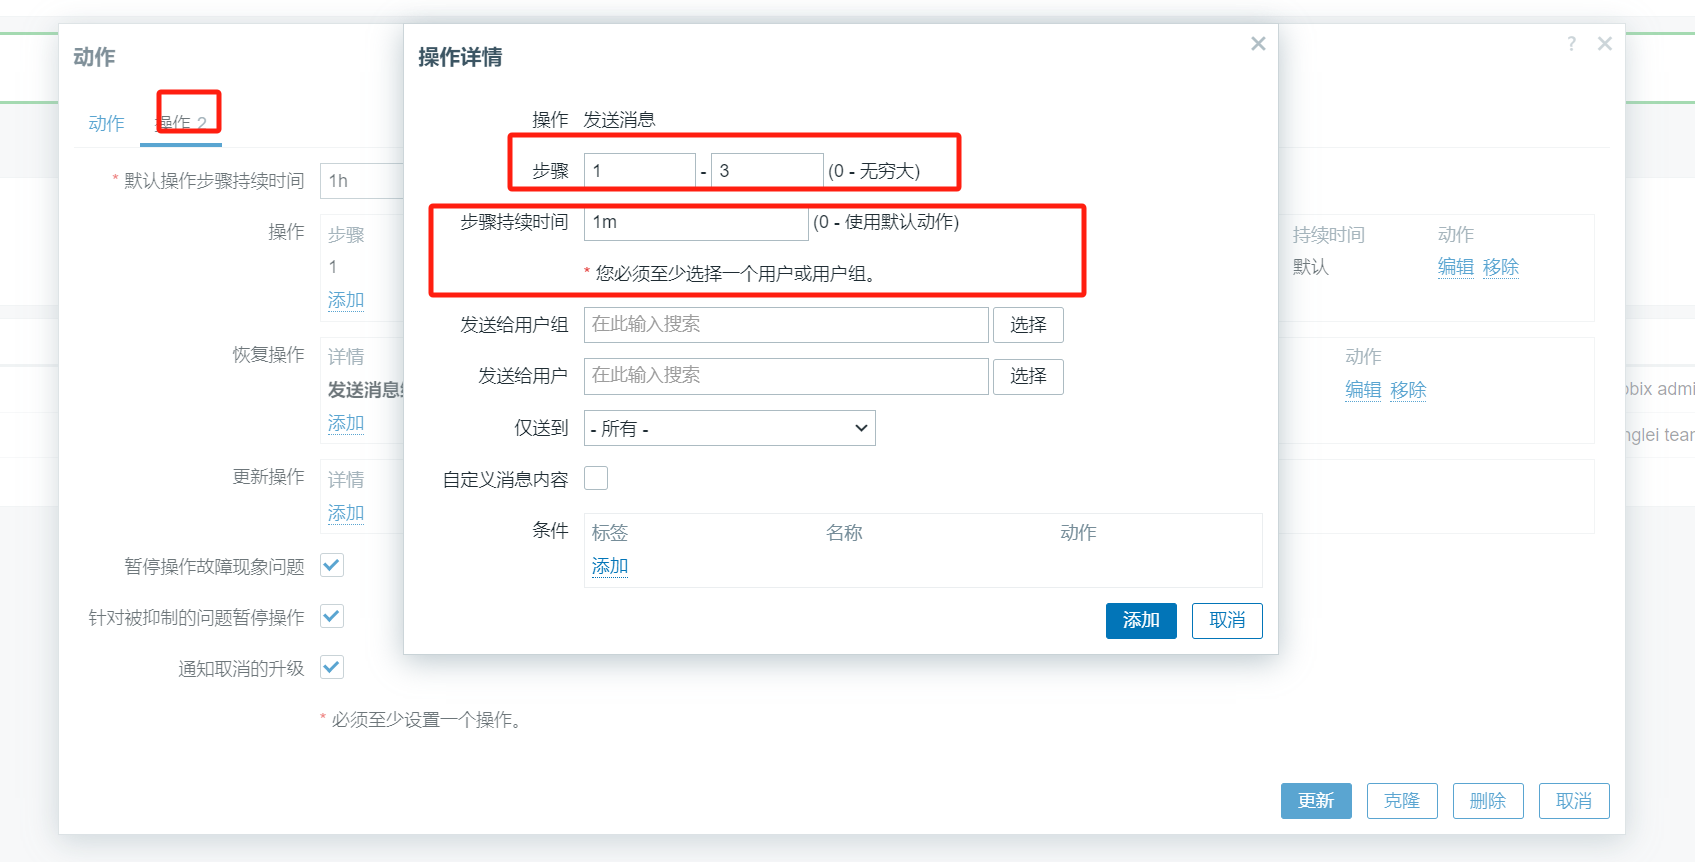 动作
? ×
动作 操作 2
* 默认操作步骤持续时间 1h
操作 步骤 持续时间 动作
1 默认 编辑 移除
添加
恢复操作 详情 动作
发送消息 编辑 移除
添加
更新操作 详情
添加
暂停操作故障现象问题
针对被抑制的问题暂停操作
通知取消的升级
* 必须至少设置一个操作。
更新 克隆 删除 取消
操作详情 ×
操作 发送消息
步骤 1 - 3 (0 - 无穷大)
步骤持续时间 1m (0 - 使用默认动作)
* 您必须至少选择一个用户或用户组。
发送给用户组 在此输入搜索 选择
发送给用户 在此输入搜索 选择
仅送到 - 所有 -
自定义消息内容
条件 标签 名称 动作
添加
添加 取消